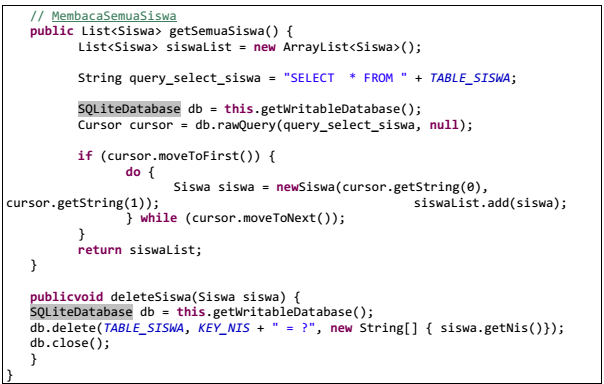 // MembacaSemuaSiswa
public List<Siswa> getSemuaSiswa() {
List<Siswa> siswaList = new ArrayList<Siswa>();
String query_select_siswa = "SELECT  * FROM " + TABLE_SISWA;
SQLiteDatabase db = this.getWritableDatabase();
Cursor cursor = db.rawQuery(query_select_siswa, null);
if (cursor.moveToFirst()) {
do {
Siswa siswa = newSiswa(cursor.getString(0),
cursor.getString(1)); siswaList.add(siswa);
} while (cursor.moveToNext());
}
return siswaList;
}
publicvoid deleteSiswa(Siswa siswa) {
SQLiteDatabase db = this.getWritableDatabase();
db.delete(TABLE_SISWA, KEY_NIS + " = ?", new String[] { siswa.getNis()});
db.close();
}
}